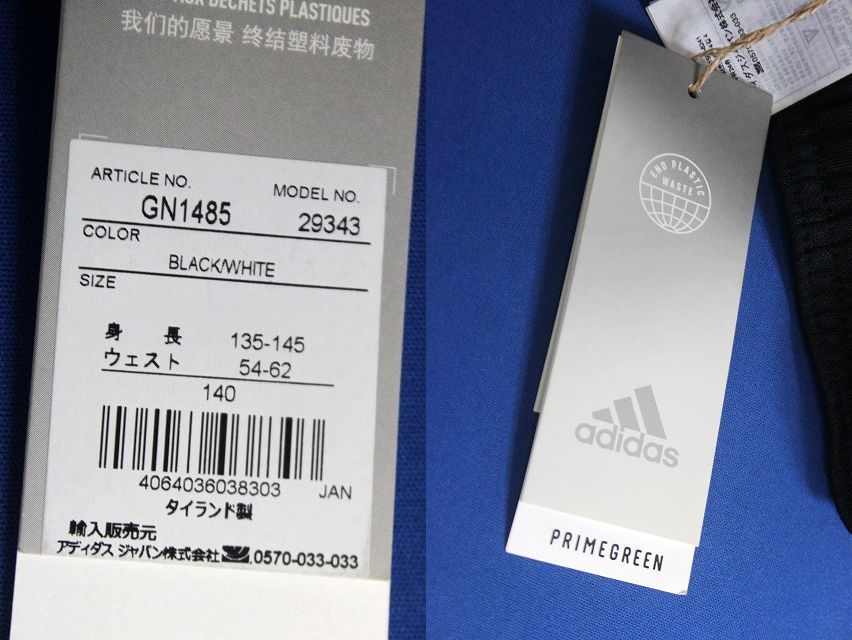 AUX DÉCHETS PLASTIQUES
我们的愿景 终结塑料废物
ARTICLE NO.
MODEL NO.
GN1485
29343
COLOR
BLACK/WHITE
SIZE
身 長 135-145
ウェスト 54-62
140
4064036038303 JAN
タイランド製
輸入販売元
アディダス ジャパン株式会社 0570-033-033
END PLASTIC
WASTE
adidas
PRIMEGREEN